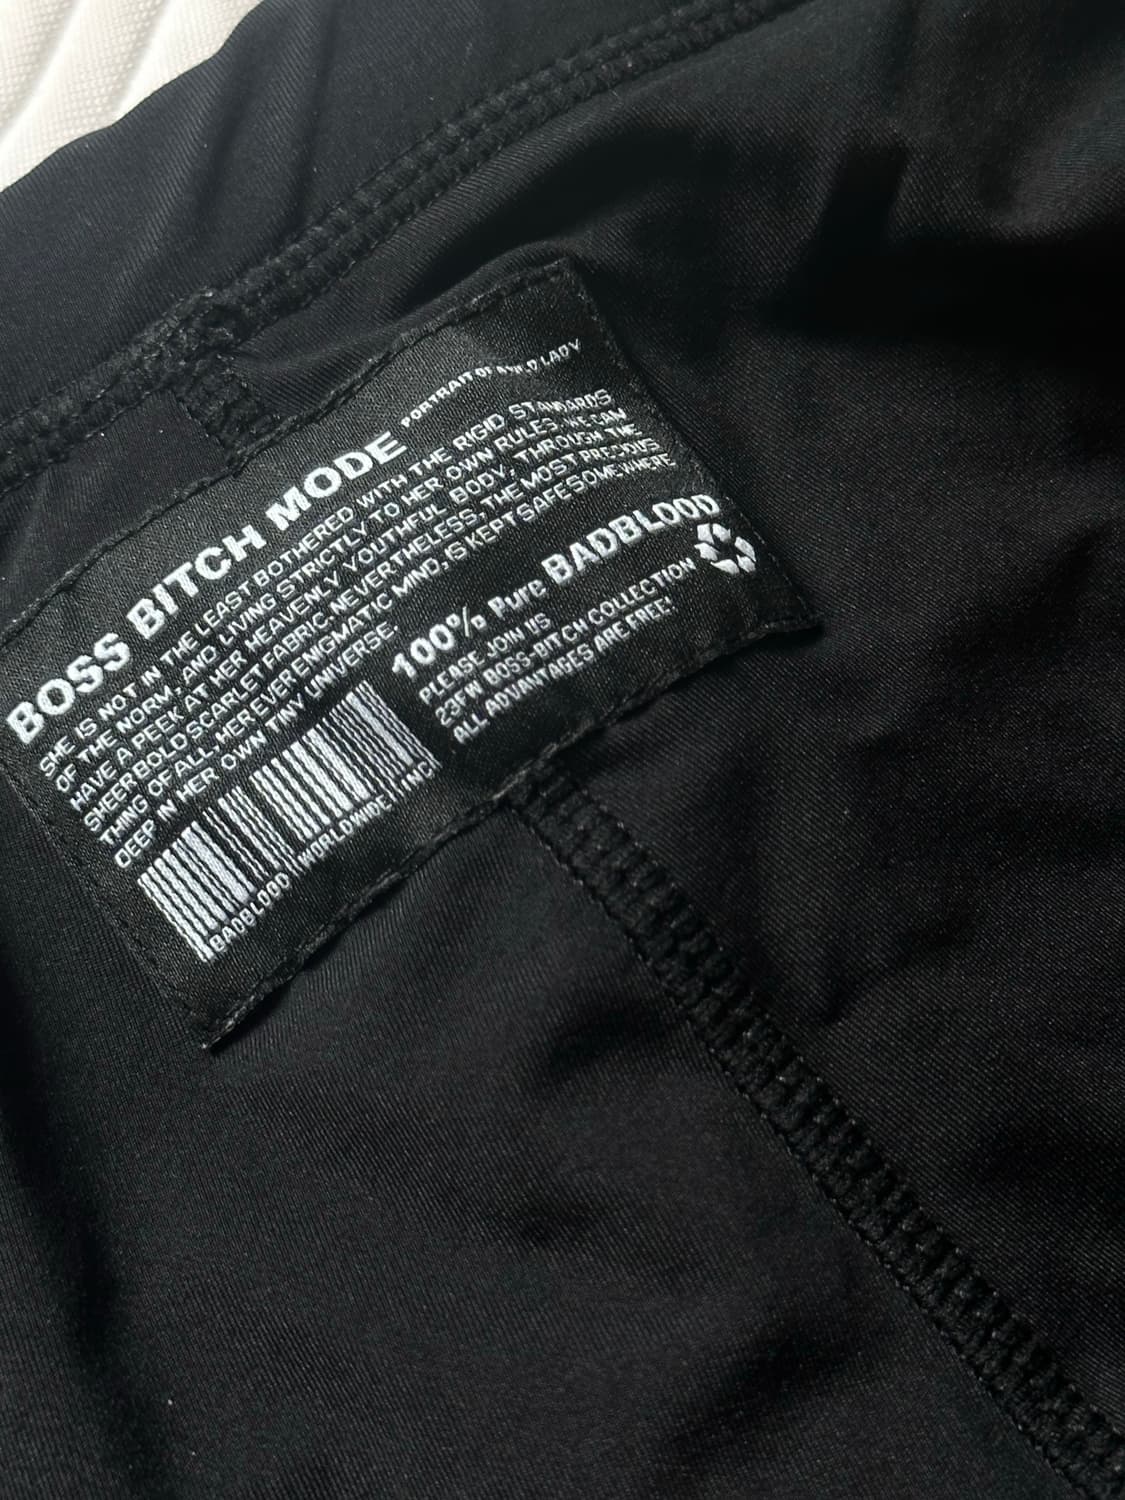 BOSS BITCH MODE PORTRAIT OF LADY
SHE IS NOT IN THE LEAST BOTHERED WITH THE RIGID STANDARDS
OF THE NORM, AND LIVING STRICTLY TO HER OWN RULES. WE CAN
HAVE A PEEK AT HER HEAVENLY YOUTHFUL BODY, THROUGH THE
SHEER BOLD SCARLET FABRIC. NEVERTHELESS, THE MOST PRECIOUS
THING OF ALL, HER EVER ENIGMATIC MIND, IS KEPT SAFE SOMEWHERE
DEEP IN HER OWN TINY UNIVERSE.
100% Pure BADBLOOD
PLEASE JOIN US
23FW BOSS-BITCH COLLECTION
ALL ADVANTAGES ARE FREE!
BADBLOOD WORLDWIDE INC!